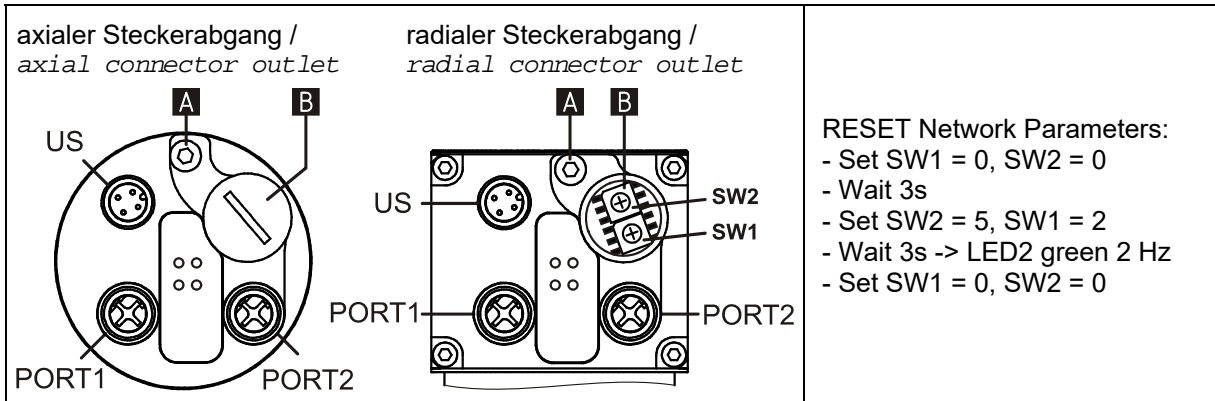 axialer Steckerabgang /
axial connector outlet
A
B
US
PORT1
PORT2
radialer Steckerabgang /
radial connector outlet
A
B
US
SW2
SW1
PORT1
PORT2
RESET Network Parameters:
- Set SW1 = 0, SW2 = 0
- Wait 3s
- Set SW2 = 5, SW1 = 2
- Wait 3s -> LED2 green 2 Hz
- Set SW1 = 0, SW2 = 0